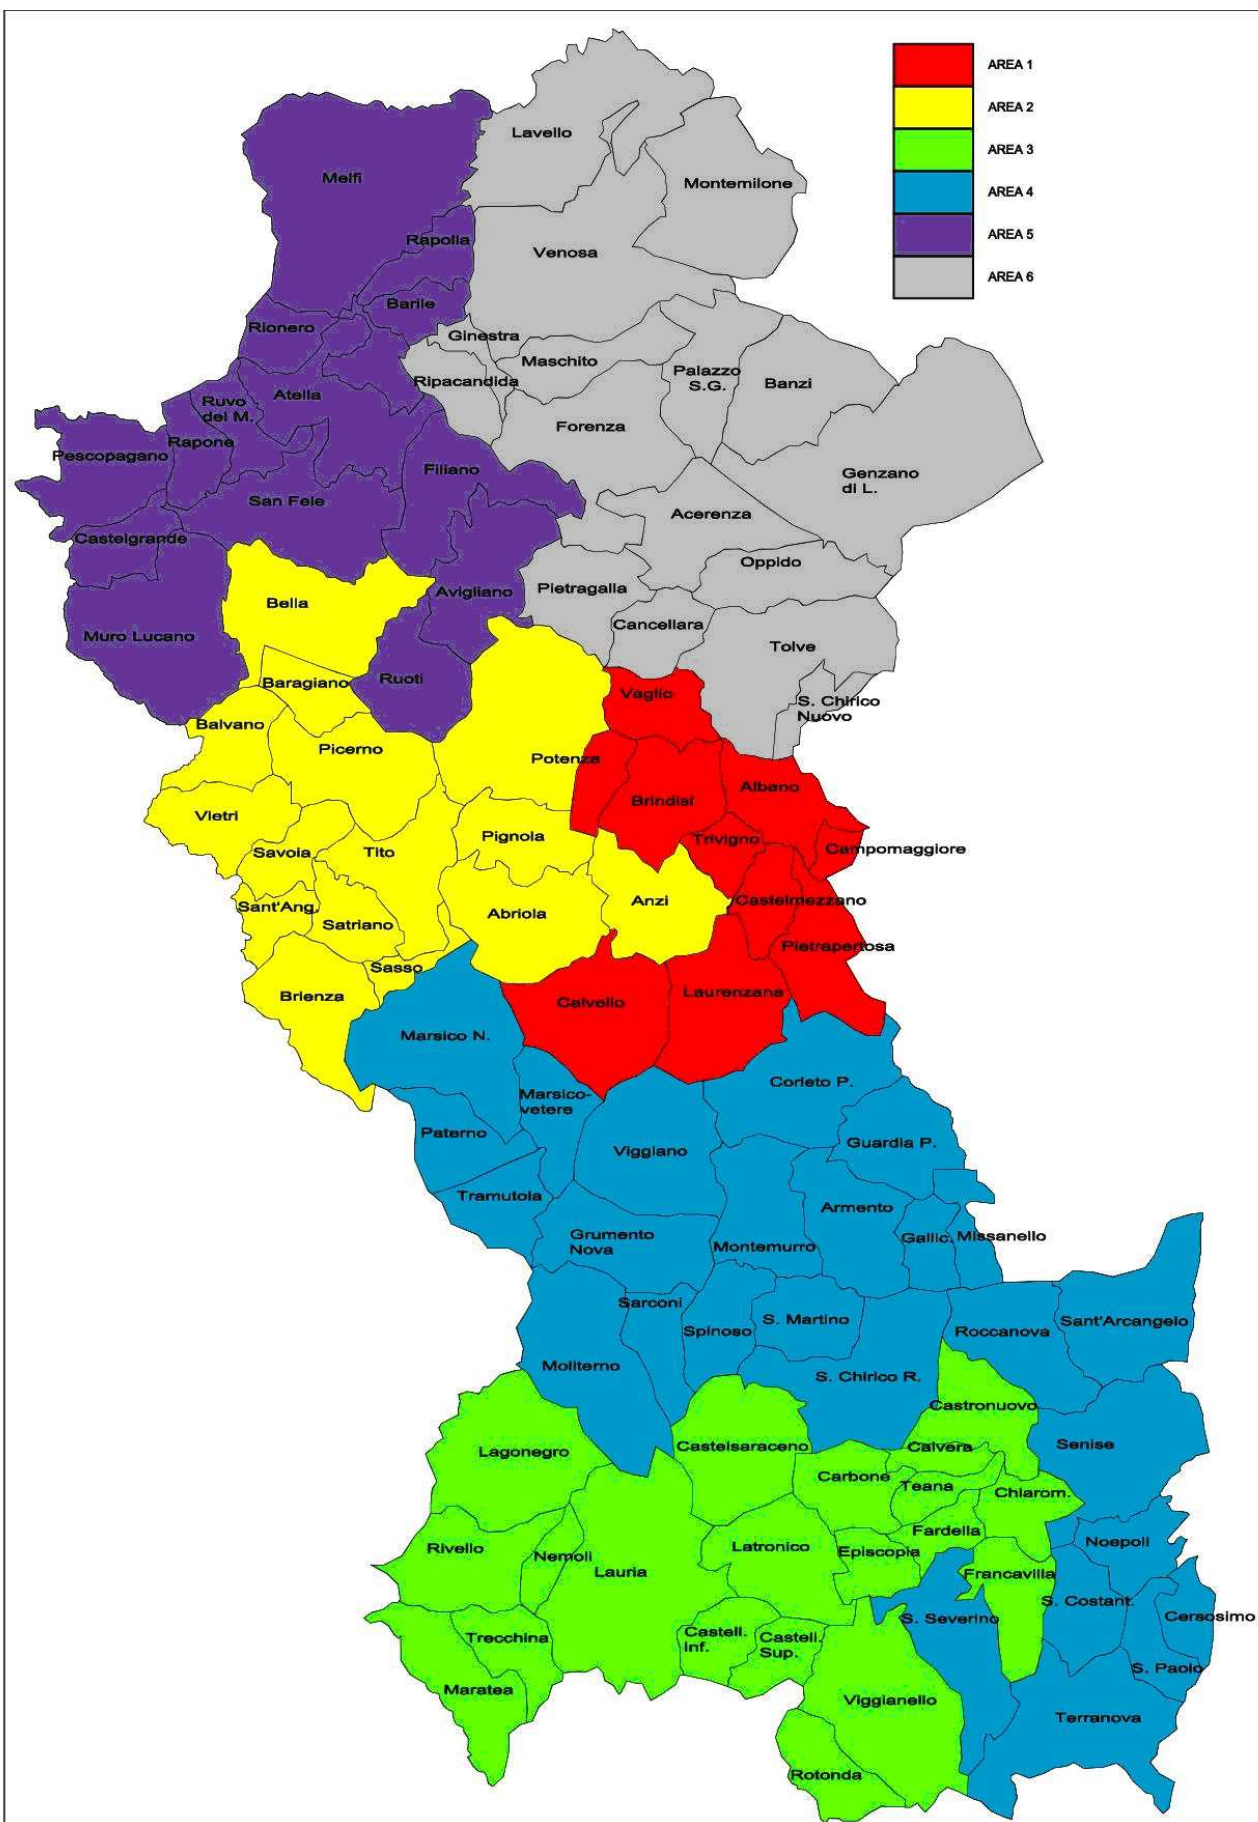 AREA 1
AREA 2
AREA 3
AREA 4
AREA 5
AREA 6
Lavello
Montemilone
Melfi
Rapolla
Venosa
Barile
Rionero
Ginestra
Maschito
Ripacandida
Palazzo
S.G.
Banzi
Atella
Ruvo
del M.
Rapone
Forenza
Pescopagano
Filiano
Genzano
di L.
San Fele
Acerenza
Castelgrande
Oppido
Pietragalla
Avigliano
Bella
Cancellara
Muro Lucano
Tolve
Ruoti
Baragiano
Vaglio
S. Chirico
Nuovo
Balvano
Picerno
Potenza
Albano
Brindisi
Vietri
Pignola
Trivigno
Campomaggiore
Savoia
Tito
Anzi
Castelmezzano
Sant'Ang.
Satriano
Abriola
Pietrapertosa
Sasso
Brienza
Calvello
Laurenzana
Marsico N.
Corleto P.
Marsico-
vetere
Paterno
Viggiano
Guardia P.
Tramutola
Armento
Grumento
Nova
Montemurro
Gallic.
Missanello
Sarconi
Spinoso
S. Martino
Roccanova
Sant'Arcangelo
Moliterno
S. Chirico R.
Castronuovo
Lagonegro
Castelsaraceno
Calvera
Senise
Carbone
Teana
Chiarom.
Rivello
Nemoli
Lauria
Latronico
Episcopia
Fardella
Noepoli
Francavilla
S. Costant.
S. Severino
Cersosimo
Trecchina
Castell.
Inf.
Castell.
Sup.
S. Paolo
Maratea
Viggianello
Terranova
Rotonda